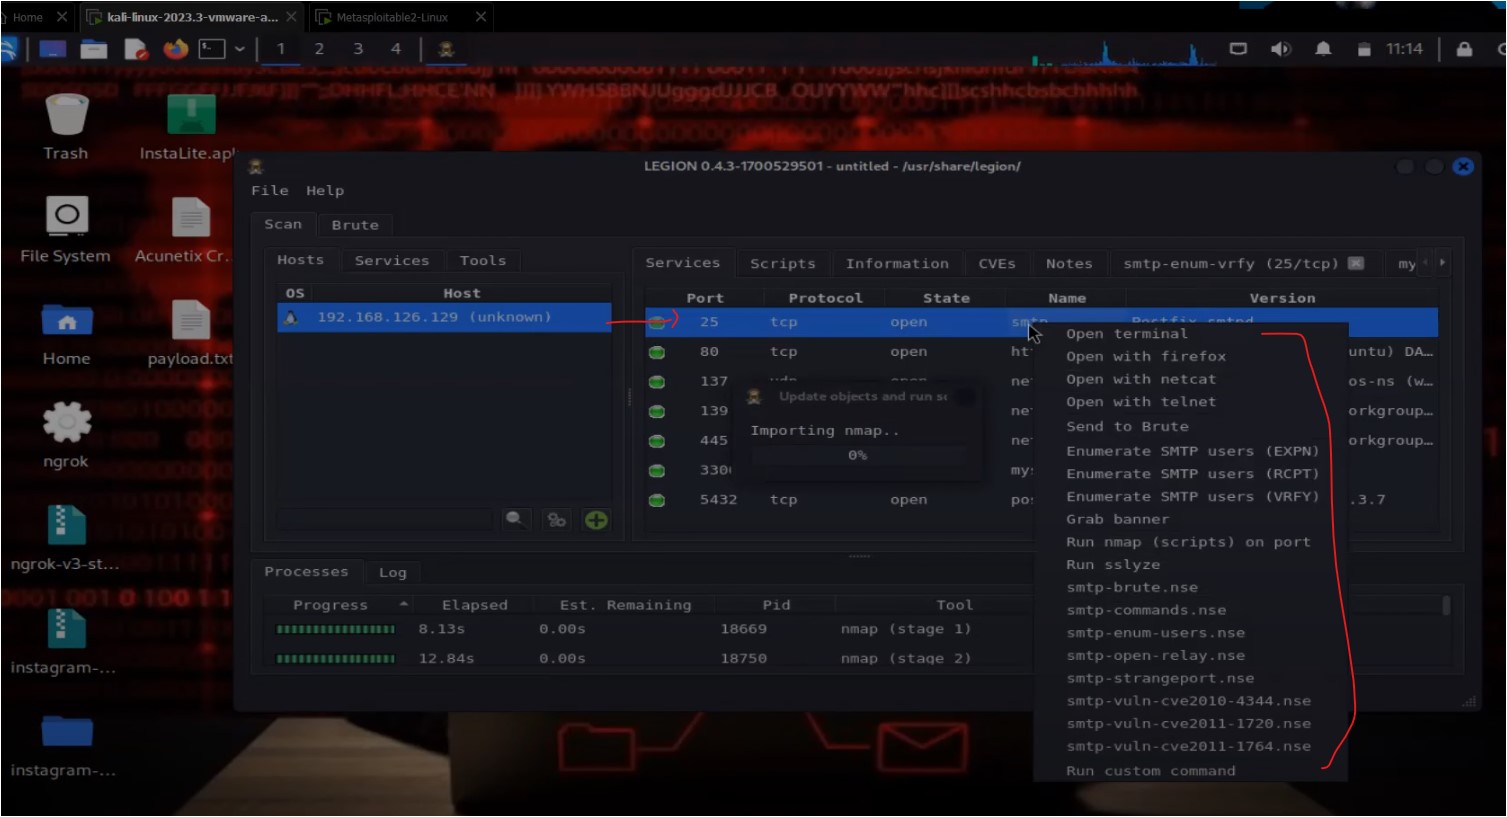 Home
kali-linux-2023.3-vmware-a...
Metasploitable2-Linux
1 2 3 4
11:14
Trash
InstaLite.apk
File System
Acunetix Cr...
Home
payload.txt
ngrok
ngrok-v3-st...
instagram-...
instagram-...
LEGION 0.4.3-1700529501 - untitled - /usr/share/legion/
File Help
Scan Brute
Hosts Services Tools
OS Host
192.168.126.129 (unknown)
Services Scripts Information CVEs Notes smtp-enum-vrfy (25/tcp) my
Port Protocol State Name Version
25 tcp open smtp Postfix smtpd
80 tcp open ht untu) DA...
137 udp open ne os-ns (w...
139 ne orkgroup...
445 ne orkgroup...
330 my
5432 tcp open po .3.7
Update objects and run sc
Importing nmap..
0%
Open terminal
Open with firefox
Open with netcat
Open with telnet
Send to Brute
Enumerate SMTP users (EXPN)
Enumerate SMTP users (RCPT)
Enumerate SMTP users (VRFY)
Grab banner
Run nmap (scripts) on port
Run sslyze
smtp-brute.nse
smtp-commands.nse
smtp-enum-users.nse
smtp-open-relay.nse
smtp-strangeport.nse
smtp-vuln-cve2010-4344.nse
smtp-vuln-cve2011-1720.nse
smtp-vuln-cve2011-1764.nse
Run custom command
Processes Log
Progress Elapsed Est. Remaining Pid Tool
8.13s 0.00s 18669 nmap (stage 1)
12.84s 0.00s 18750 nmap (stage 2)